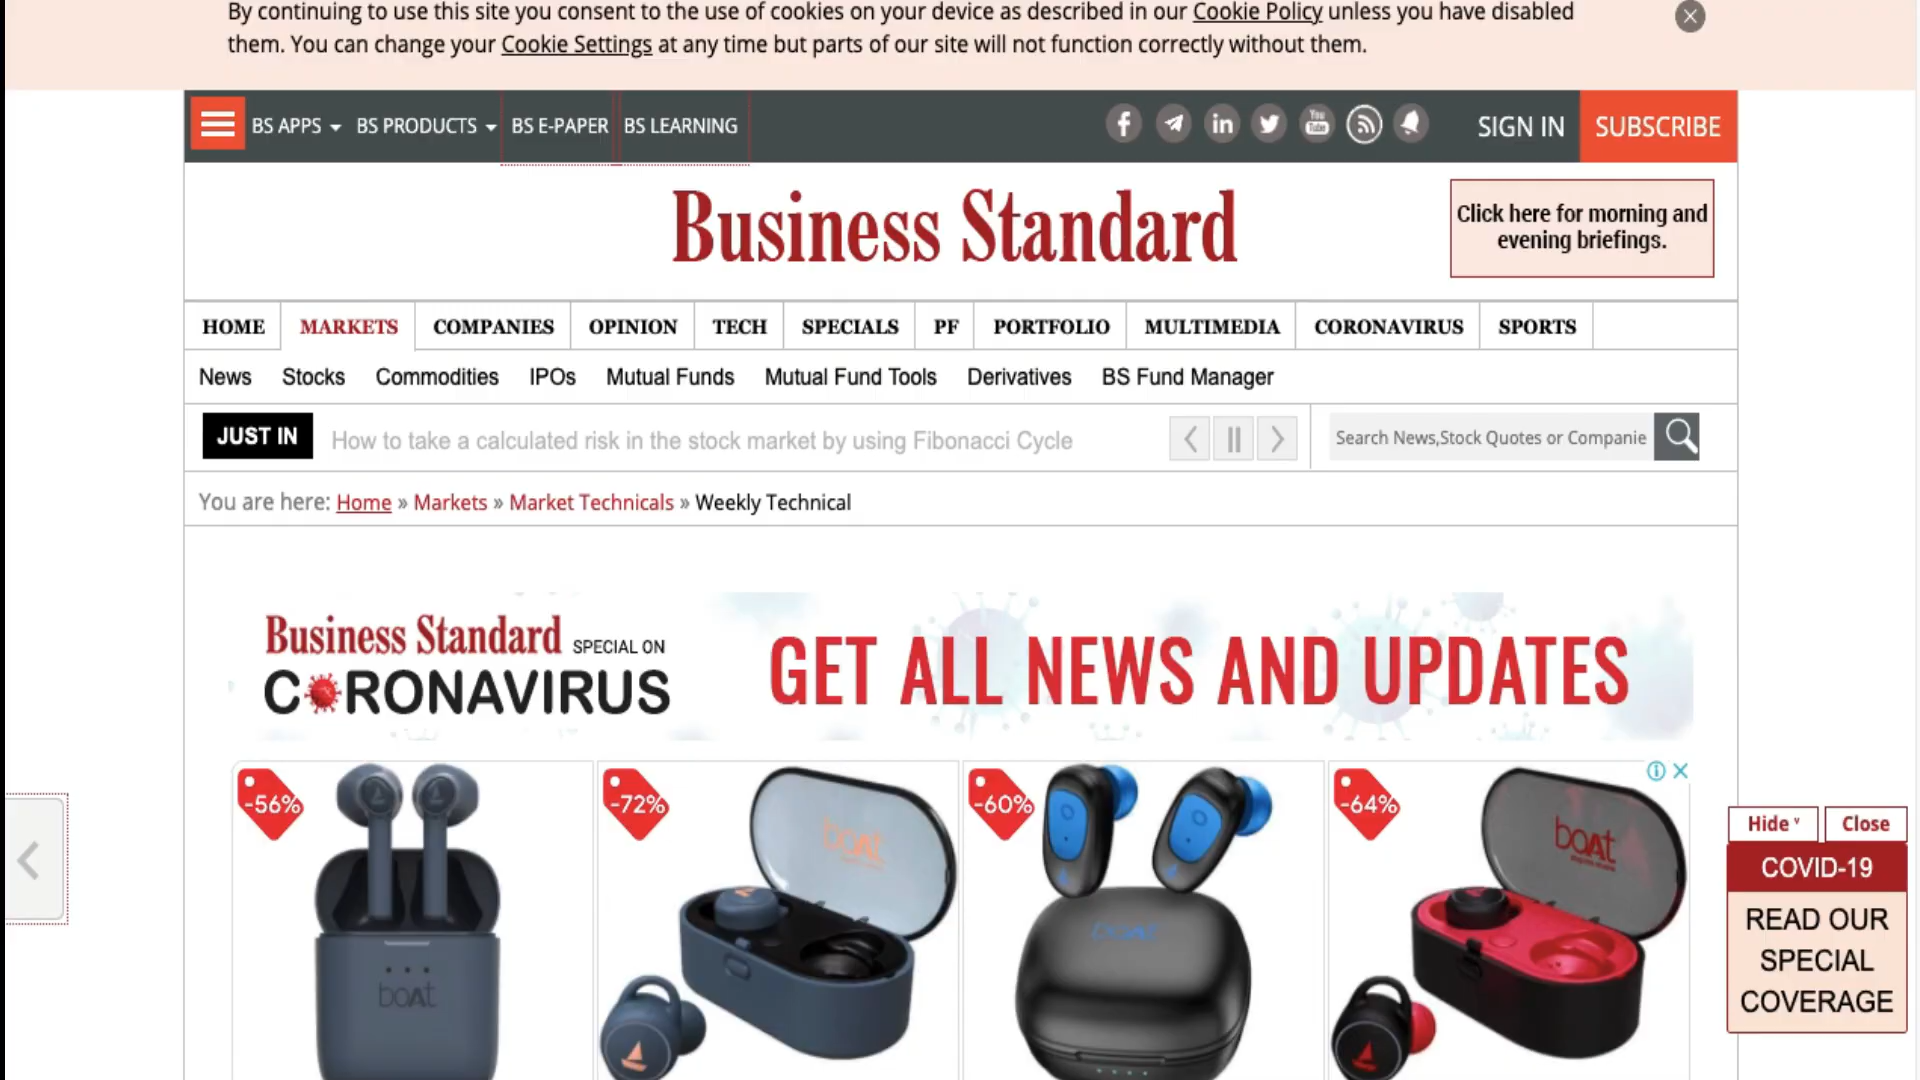 By continuing to use this site you consent to the use of cookies on your device as described in our Cookie Policy unless you have disabled
them. You can change your Cookie Settings at any time but parts of our site will not function correctly without them.
BS APPS BS PRODUCTS BS E-PAPER BS LEARNING
You
Tube
SIGN IN SUBSCRIBE
Business Standard
Click here for morning and
evening briefings.
HOME MARKETS COMPANIES OPINION TECH SPECIALS PF PORTFOLIO MULTIMEDIA CORONAVIRUS SPORTS
News Stocks Commodities IPOs Mutual Funds Mutual Fund Tools Derivatives BS Fund Manager
JUST IN How to take a calculated risk in the stock market by using Fibonacci Cycle
Search News,Stock Quotes or Companie
You are here: Home » Markets » Market Technicals » Weekly Technical
Business Standard SPECIAL ON
CORONAVIRUS
GET ALL NEWS AND UPDATES
-56% -72% -60% -64%
boAt
boAt
boAt
boAt
Hide Close
COVID-19
READ OUR
SPECIAL
COVERAGE